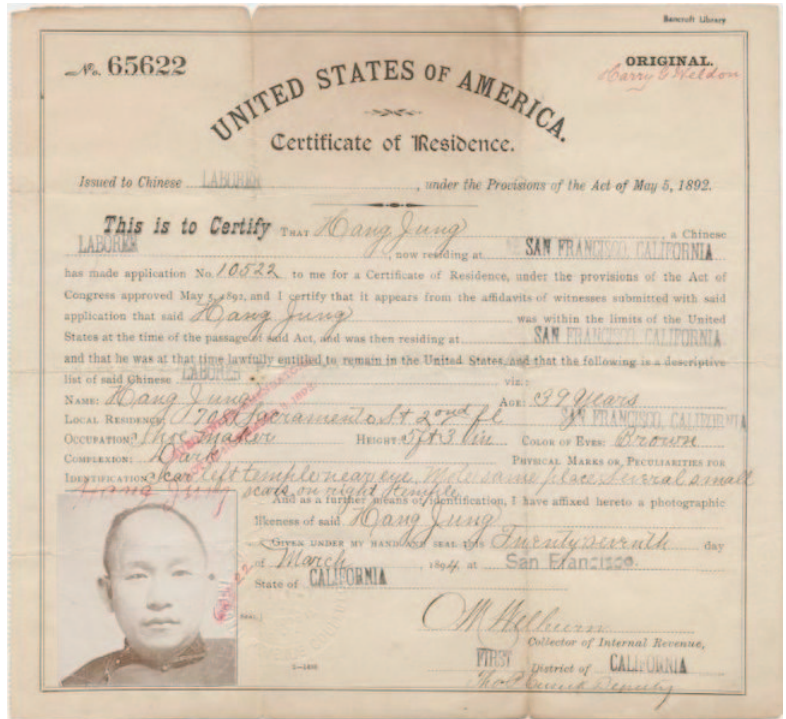 Bancroft Library
No. 65622
ORIGINAL.
Harry C Weldon
UNITED STATES OF AMERICA.
Certificate of Residence.
Issued to Chinese LABORER, under the Provisions of the Act of May 5, 1892.
This is to Certify THAT Hang Jung, a Chinese
LABORER, now residing at SAN FRANCISCO, CALIFORNIA
has made application No. 10522 to me for a Certificate of Residence, under the provisions of the Act of
Congress approved May 5, 1892, and I certify that it appears from the affidavits of witnesses submitted with said
application that said Hang Jung was within the limits of the United
States at the time of the passage of said Act, and was then residing at SAN FRANCISCO, CALIFORNIA
and that he was at that time lawfully entitled to remain in the United States, and that the following is a descriptive
list of said Chinese LABORER viz.:
NAME: Hang Jung AGE: 39 Years
LOCAL RESIDENCE: 708 Sacramento St 2nd fl SAN FRANCISCO, CALIFORNIA
OCCUPATION: Shoe maker HEIGHT: 5 ft 3 in COLOR OF EYES: Brown
COMPLEXION: Dark PHYSICAL MARKS OR PECULIARITIES FOR
IDENTIFICATION: Scar left temple near eye, Mole same place several small
scars on right temple
Hang Jung
And as a further means of identification, I have affixed hereto a photographic
likeness of said Hang Jung
GIVEN UNDER MY HAND AND SEAL this Twenty seventh day
of March, 1894, at San Francisco.
State of CALIFORNIA
[SEAL.]
O M Welburn
Collector of Internal Revenue,
FIRST District of CALIFORNIA
Deputy